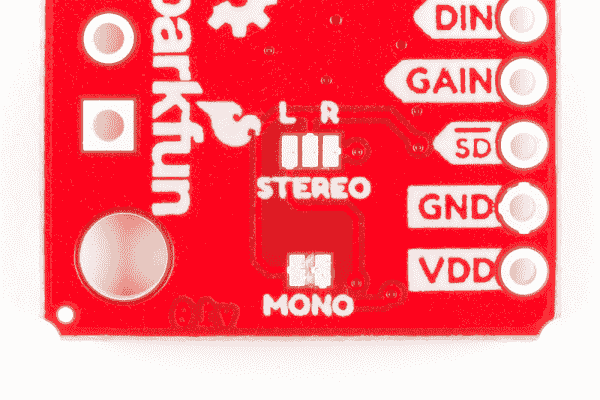 DIN
GAIN
SD
GND
VDD
L R
STEREO
MONO
parkfun